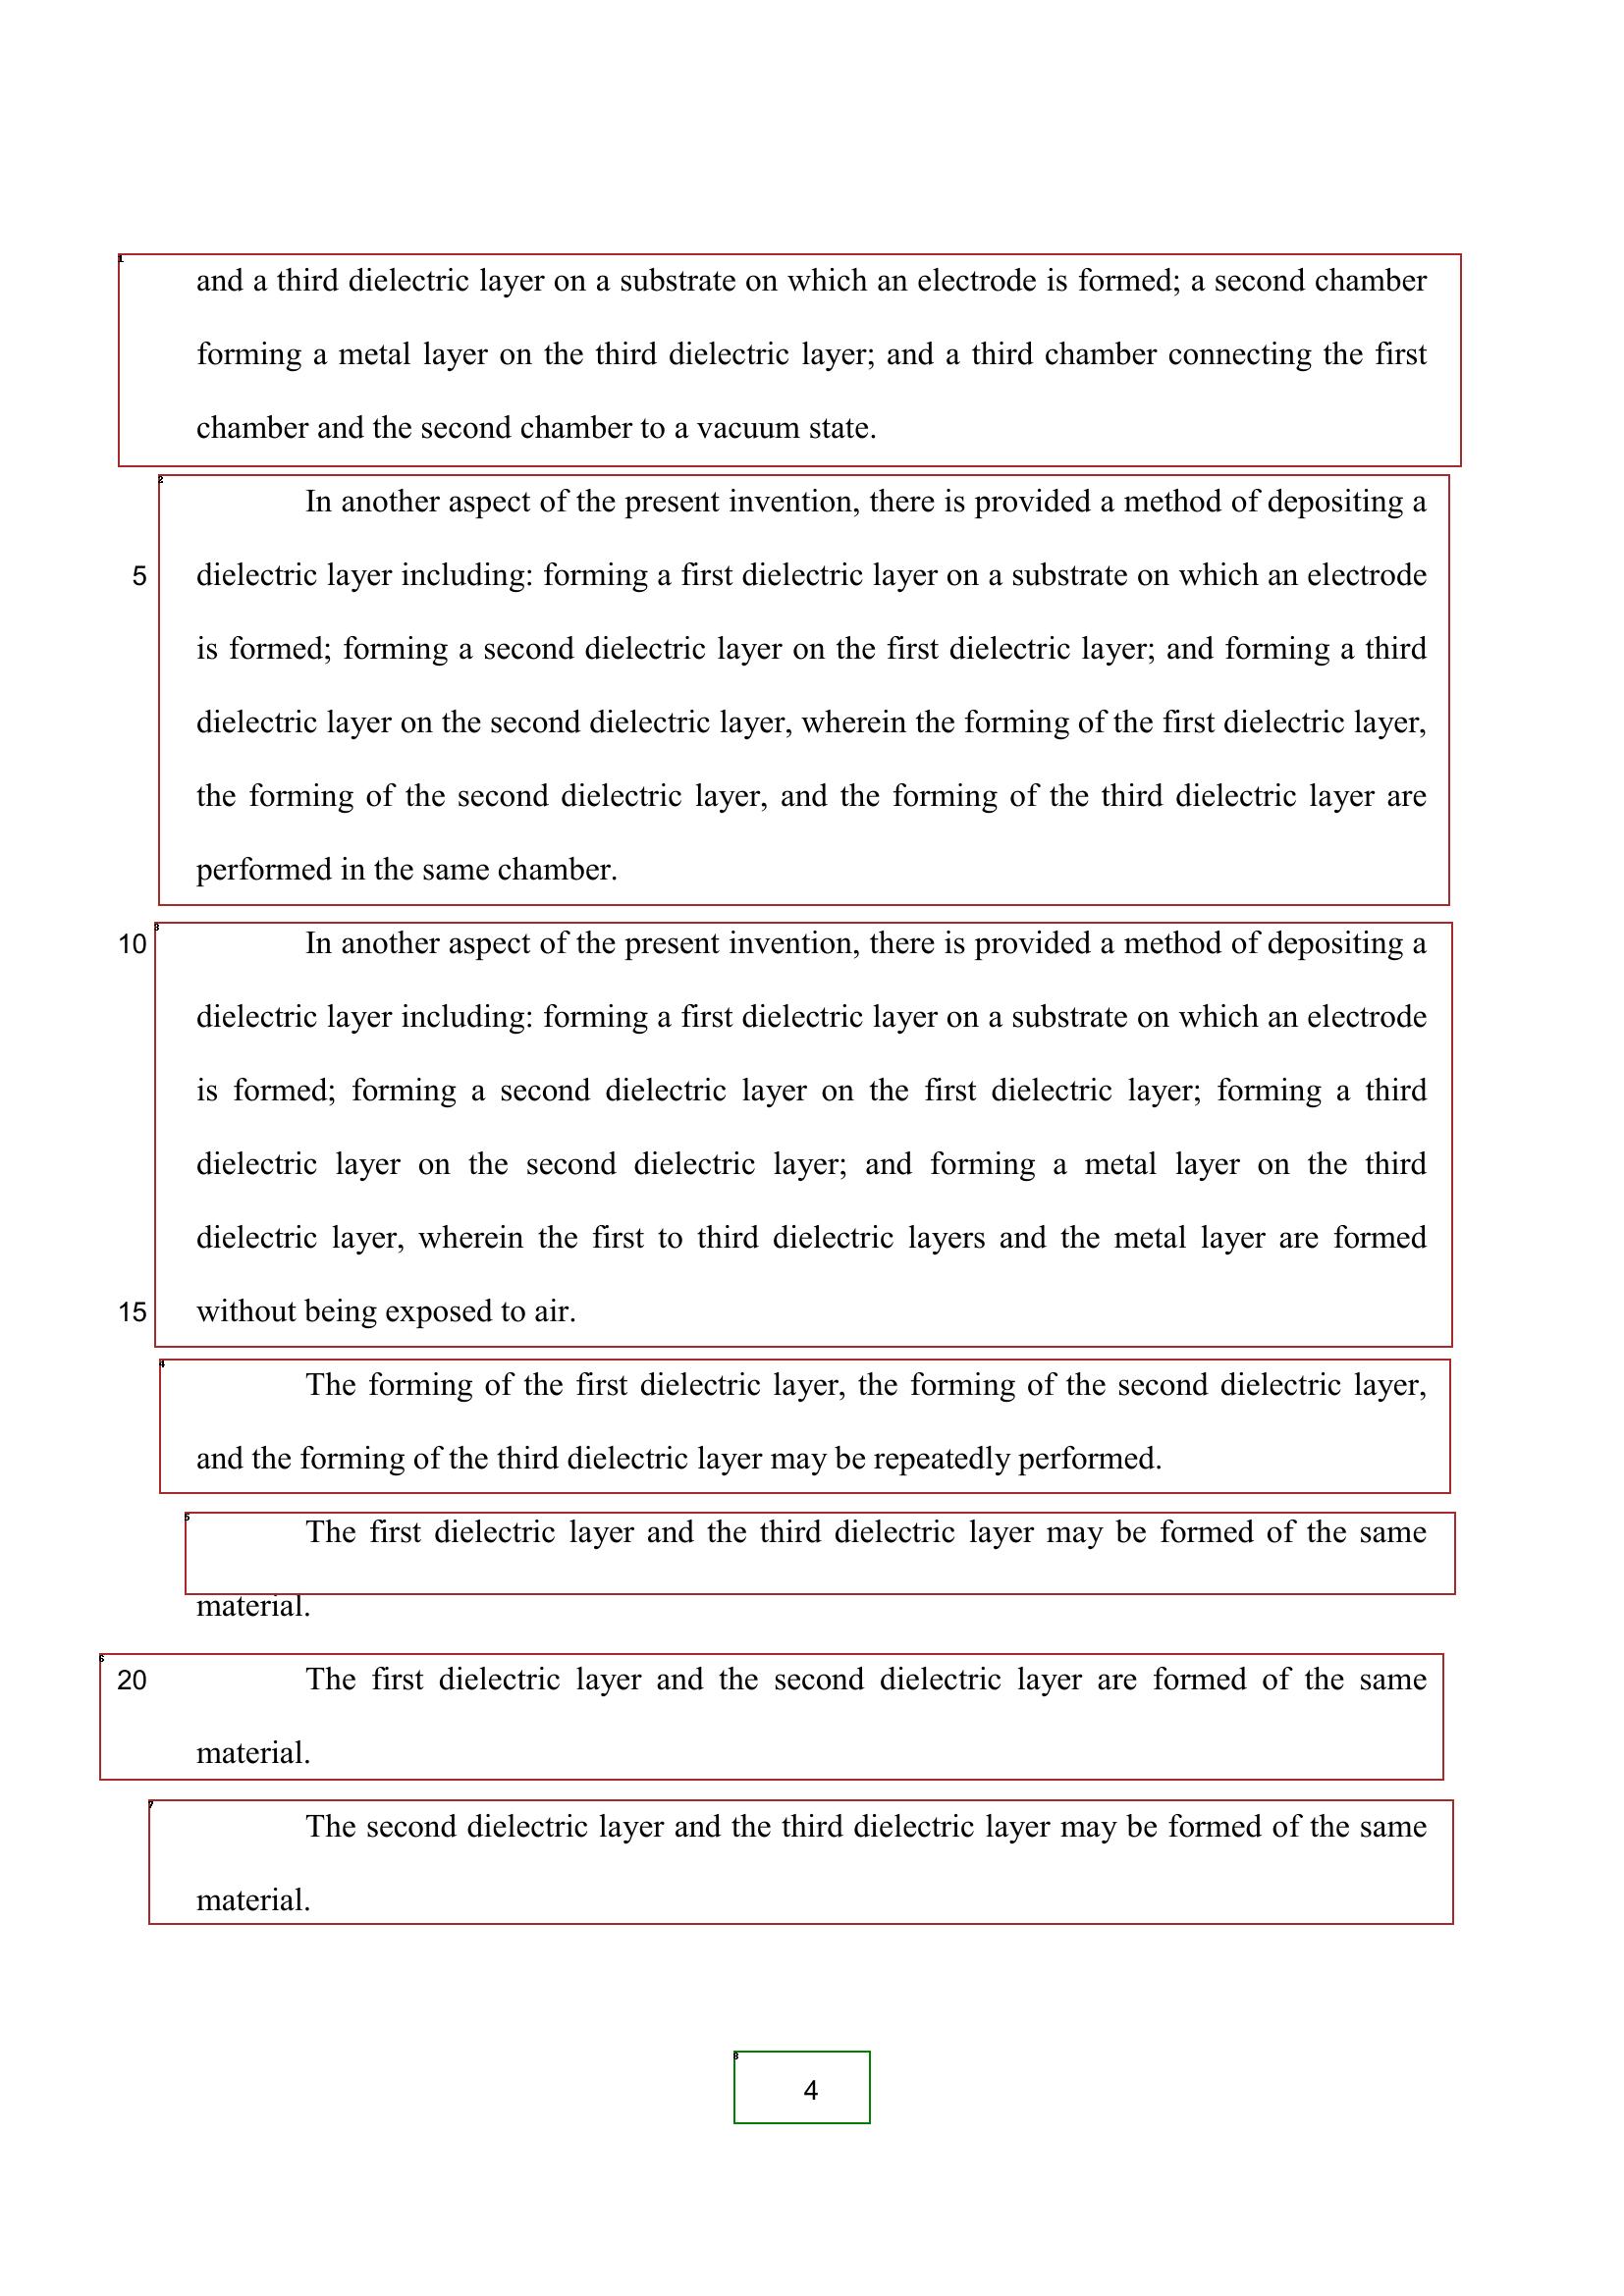 and a third dielectric layer on a substrate on which an electrode is formed; a second chamber
forming a metal layer on the third dielectric layer; and a third chamber connecting the first
chamber and the second chamber to a vacuum state.
In another aspect of the present invention, there is provided a method of depositing a
5 dielectric layer including: forming a first dielectric layer on a substrate on which an electrode
is formed; forming a second dielectric layer on the first dielectric layer; and forming a third
dielectric layer on the second dielectric layer, wherein the forming of the first dielectric layer,
the forming of the second dielectric layer, and the forming of the third dielectric layer are
performed in the same chamber.
10 In another aspect of the present invention, there is provided a method of depositing a
dielectric layer including: forming a first dielectric layer on a substrate on which an electrode
is formed; forming a second dielectric layer on the first dielectric layer; forming a third
dielectric layer on the second dielectric layer; and forming a metal layer on the third
dielectric layer, wherein the first to third dielectric layers and the metal layer are formed
15 without being exposed to air.
The forming of the first dielectric layer, the forming of the second dielectric layer,
and the forming of the third dielectric layer may be repeatedly performed.
The first dielectric layer and the third dielectric layer may be formed of the same
material.
20 The first dielectric layer and the second dielectric layer are formed of the same
material.
The second dielectric layer and the third dielectric layer may be formed of the same
material.
4